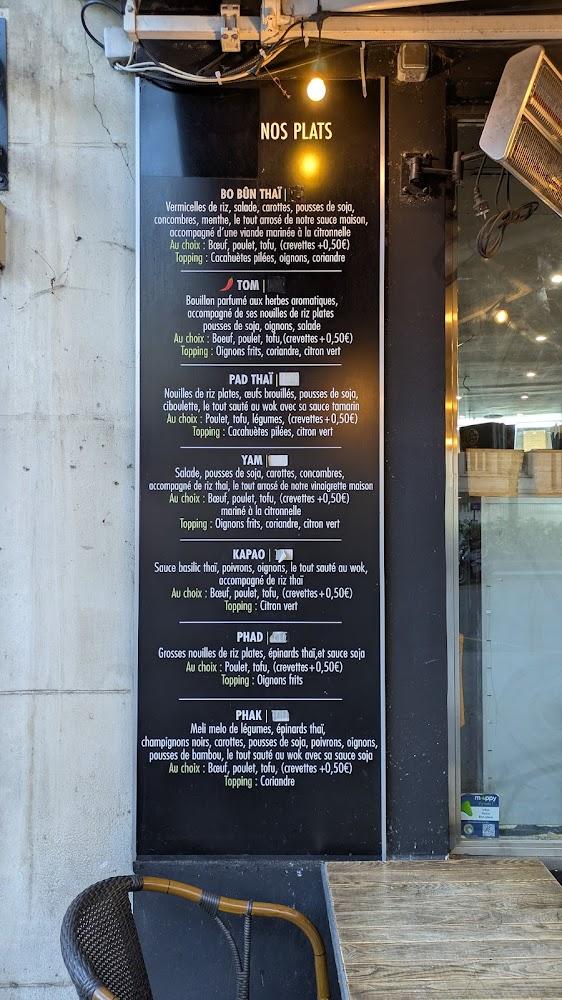 NOS PLATS
BO BÛN THAÏ |
Vermicelles de riz, salade, carottes, pousses de soja,
concombres, menthe, le tout arrosé de notre sauce maison,
accompagné d'une viande marinée à la citronnelle
Au choix : Bœuf, poulet, tofu, (crevettes +0,50€)
Topping : Cacahuètes pilées, oignons, coriandre
TOM |
Bouillon parfumé aux herbes aromatiques,
accompagné de ses nouilles de riz plates
pousses de soja, oignons, salade
Au choix : Boeuf, poulet, tofu,(crevettes+0,50€)
Topping : Oignons frits, coriandre, citron vert
PAD THAÏ |
Nouilles de riz plates, œufs brouillés, pousses de soja,
ciboulette, le tout sauté au wok avec sa sauce tamarin
Au choix : Poulet, tofu, légumes, (crevettes+0,50€)
Topping : Cacahuètes pilées, citron vert
YAM |
Salade, pousses de soja, carottes, concombres,
accompagné de riz thaï, le tout arrosé de notre vinaigrette maison
Au choix : Bœuf, poulet, tofu, (crevettes +0,50€)
mariné à la citronnelle
Topping : Oignons frits, coriandre, citron vert
KAPAO |
Sauce basilic thaï, poivrons, oignons, le tout sauté au wok,
accompagné de riz thaï
Au choix : Bœuf, poulet, tofu, (crevettes+0,50€)
Topping : Citron vert
PHAD |
Grosses nouilles de riz plates, épinards thaï,et sauce soja
Au choix : Poulet, tofu, (crevettes+0,50€)
Topping : Oignons frits
PHAK |
Meli melo de légumes, épinards thaï,
champignons noirs, carottes, pousses de soja, poivrons, oignons,
pousses de bambou, le tout sauté au wok avec sa sauce soja
Au choix : Bœuf, poulet, tofu, (crevettes +0,50€)
Topping : Coriandre
mappy